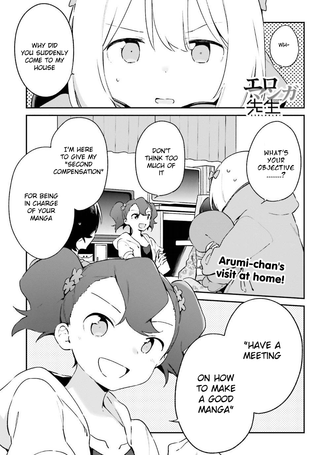 WH-
WHY DID
YOU SUDDENLY
COME TO MY
HOUSE
エロ
マンガ
先生
WHAT'S
YOUR
OBJECTIVE
........?
DON'T
THINK TOO
MUCH
OF IT
I'M HERE
TO GIVE MY
"SECOND
COMPENSATION"
FOR BEING
IN CHARGE
OF YOUR
MANGA
Arumi-chan's
visit at home!
"HAVE A
MEETING
ON HOW
TO MAKE
A GOOD
MANGA"